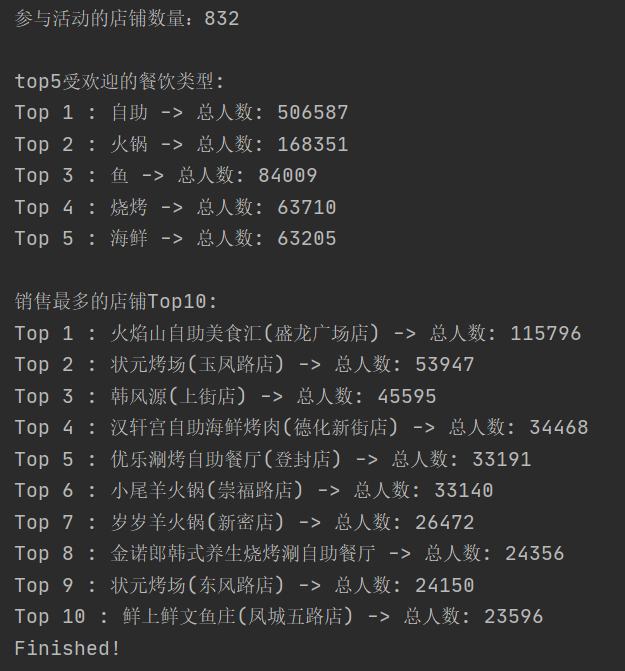 参与活动的店铺数量：832
top5受欢迎的餐饮类型:
Top 1 : 自助 -> 总人数: 506587
Top 2 : 火锅 -> 总人数: 168351
Top 3 : 鱼 -> 总人数: 84009
Top 4 : 烧烤 -> 总人数: 63710
Top 5 : 海鲜 -> 总人数: 63205
销售最多的店铺Top10:
Top 1 : 火焰山自助美食汇(盛龙广场店) -> 总人数: 115796
Top 2 : 状元烤场(玉凤路店) -> 总人数: 53947
Top 3 : 韩风源(上街店) -> 总人数: 45595
Top 4 : 汉轩宫自助海鲜烤肉(德化新街店) -> 总人数: 34468
Top 5 : 优乐涮烤自助餐厅(登封店) -> 总人数: 33191
Top 6 : 小尾羊火锅(崇福路店) -> 总人数: 33140
Top 7 : 岁岁羊火锅(新密店) -> 总人数: 26472
Top 8 : 金诺郎韩式养生烧烤涮自助餐厅 -> 总人数: 24356
Top 9 : 状元烤场(东风路店) -> 总人数: 24150
Top 10 : 鲜上鲜文鱼庄(凤城五路店) -> 总人数: 23596
Finished!